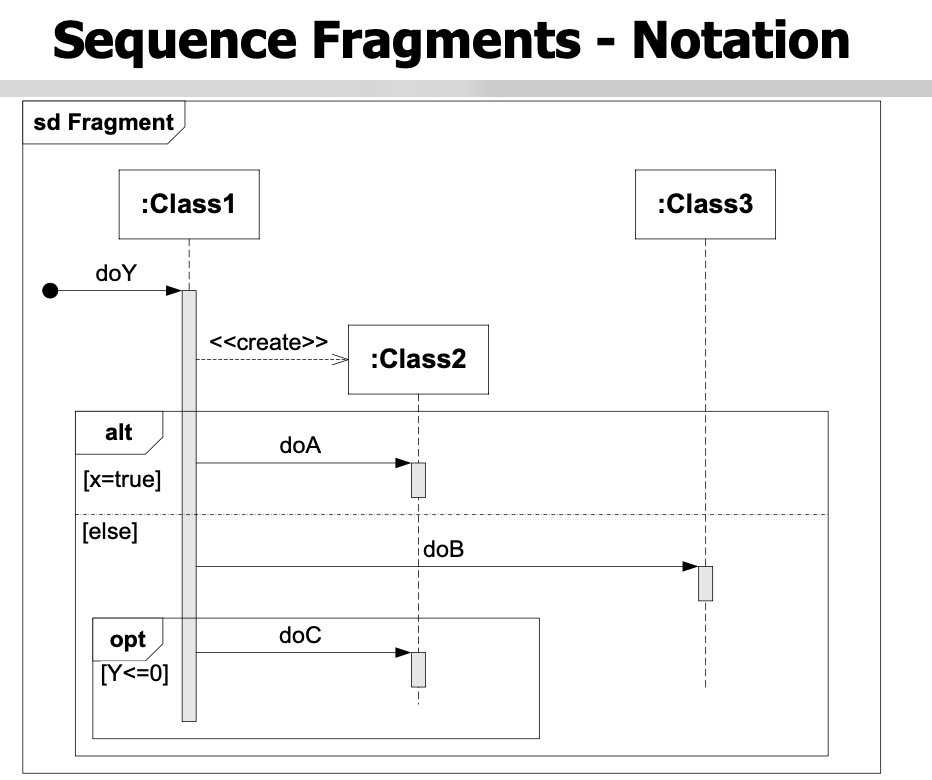 Sequence Fragments - Notation
sd Fragment
:Class1
:Class3
doY
<<create>>
:Class2
alt
doA
[x=true]
[else]
doB
opt
doC
[Y<=0]